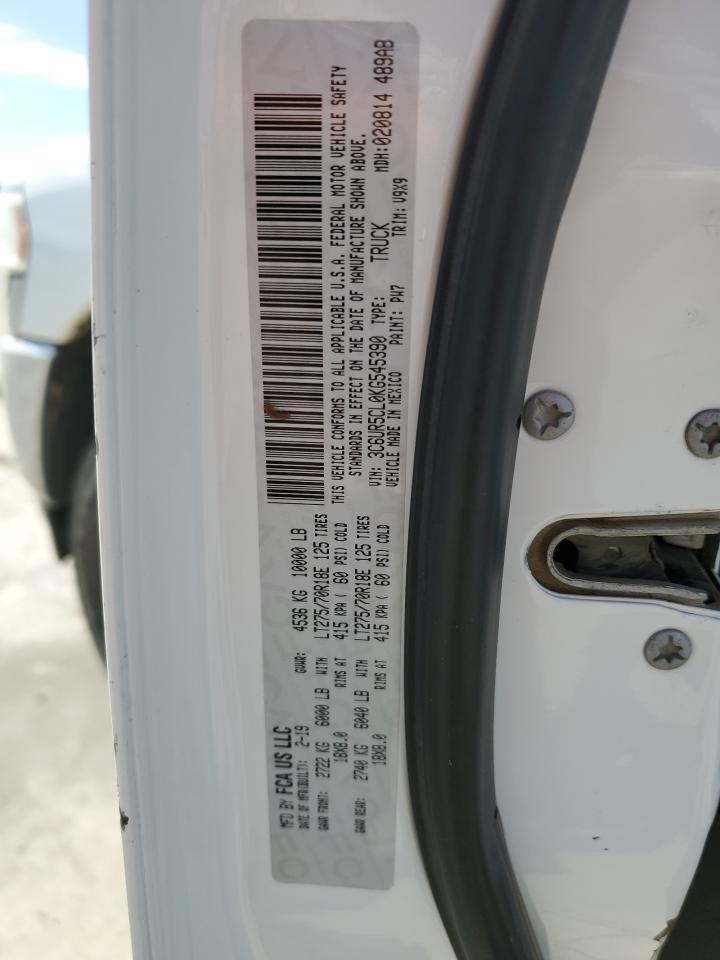 MFD BY FCA US LLC
DATE OF MFR(BUILT): 2-19 GVWR: 4536 KG 10000 LB
GAWR FRONT: 2722 KG 6000 LB WITH LT275/70R18E 125 TIRES
18X8.0 RIMS AT 415 KPA ( 60 PSI) COLD
GAWR REAR: 2740 KG 6040 LB WITH LT275/70R18E 125 TIRES
18X8.0 RIMS AT 415 KPA ( 60 PSI) COLD
THIS VEHICLE CONFORMS TO ALL APPLICABLE U.S.A. FEDERAL MOTOR VEHICLE SAFETY
STANDARDS IN EFFECT ON THE DATE OF MANUFACTURE SHOWN ABOVE.
VIN: 3C6UR5CL0KG545390 TYPE: TRUCK MDH:020814 489AB
VEHICLE MADE IN MEXICO PAINT: PW7 TRIM: V9X9